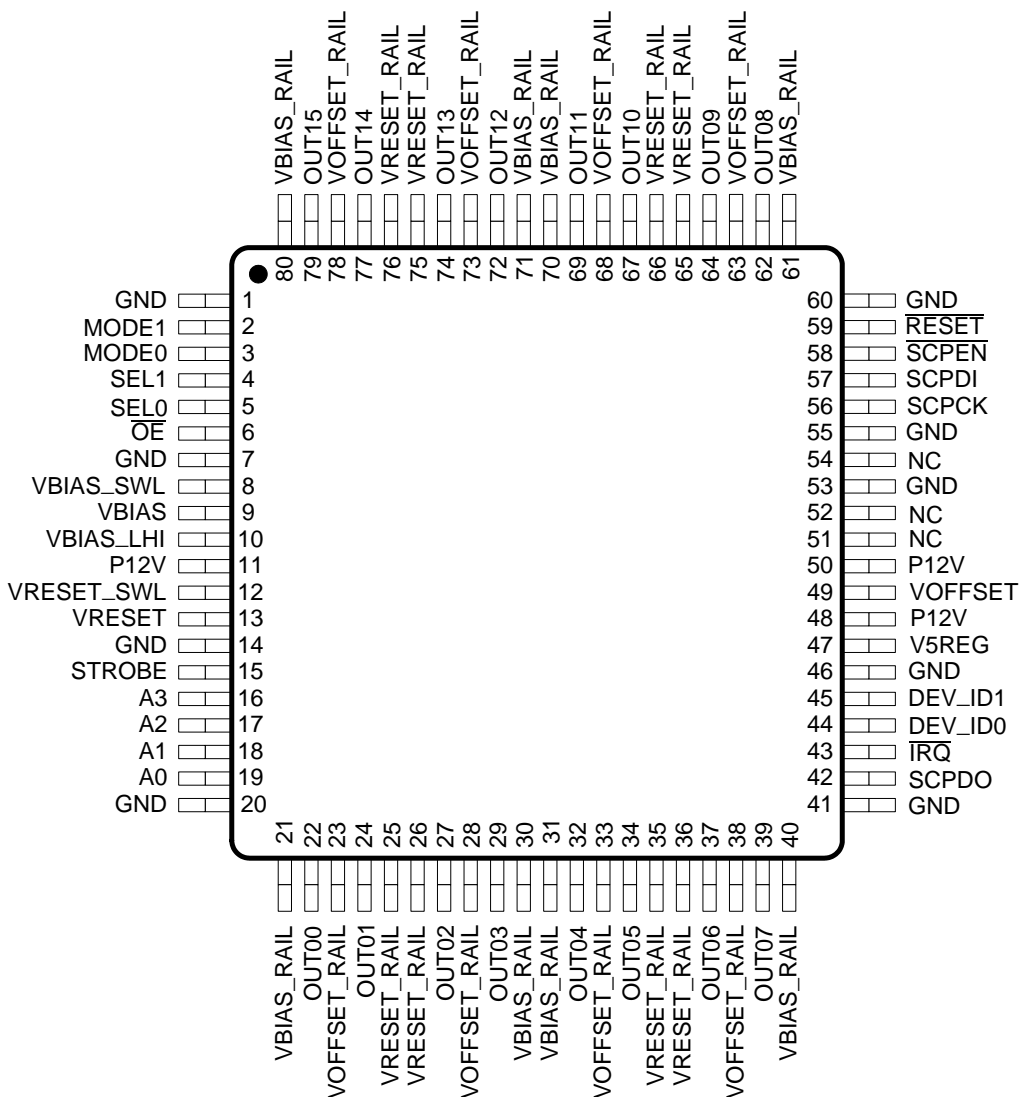 VBIAS_RAIL
OUT15
VOFFSET_RAIL
OUT14
VRESET_RAIL
VRESET_RAIL
OUT13
VOFFSET_RAIL
OUT12
VBIAS_RAIL
VBIAS_RAIL
OUT11
VOFFSET_RAIL
OUT10
VRESET_RAIL
VRESET_RAIL
OUT09
VOFFSET_RAIL
OUT08
VBIAS_RAIL
80
79
78
77
76
75
74
73
72
71
70
69
68
67
66
65
64
63
62
61
GND 1
MODE1 2
MODE0 3
SEL1 4
SEL0 5
OE 6
GND 7
VBIAS_SWL 8
VBIAS 9
VBIAS_LHI 10
P12V 11
VRESET_SWL 12
VRESET 13
GND 14
STROBE 15
A3 16
A2 17
A1 18
A0 19
GND 20
60 GND
59 RESET
58 SCPEN
57 SCPDI
56 SCPCK
55 GND
54 NC
53 GND
52 NC
51 NC
50 P12V
49 VOFFSET
48 P12V
47 V5REG
46 GND
45 DEV_ID1
44 DEV_ID0
43 IRQ
42 SCPDO
41 GND
21
22
23
24
25
26
27
28
29
30
31
32
33
34
35
36
37
38
39
40
VBIAS_RAIL
OUT00
VOFFSET_RAIL
OUT01
VRESET_RAIL
VRESET_RAIL
OUT02
VOFFSET_RAIL
OUT03
VBIAS_RAIL
VBIAS_RAIL
OUT04
VOFFSET_RAIL
OUT05
VRESET_RAIL
VRESET_RAIL
OUT06
VOFFSET_RAIL
OUT07
VBIAS_RAIL